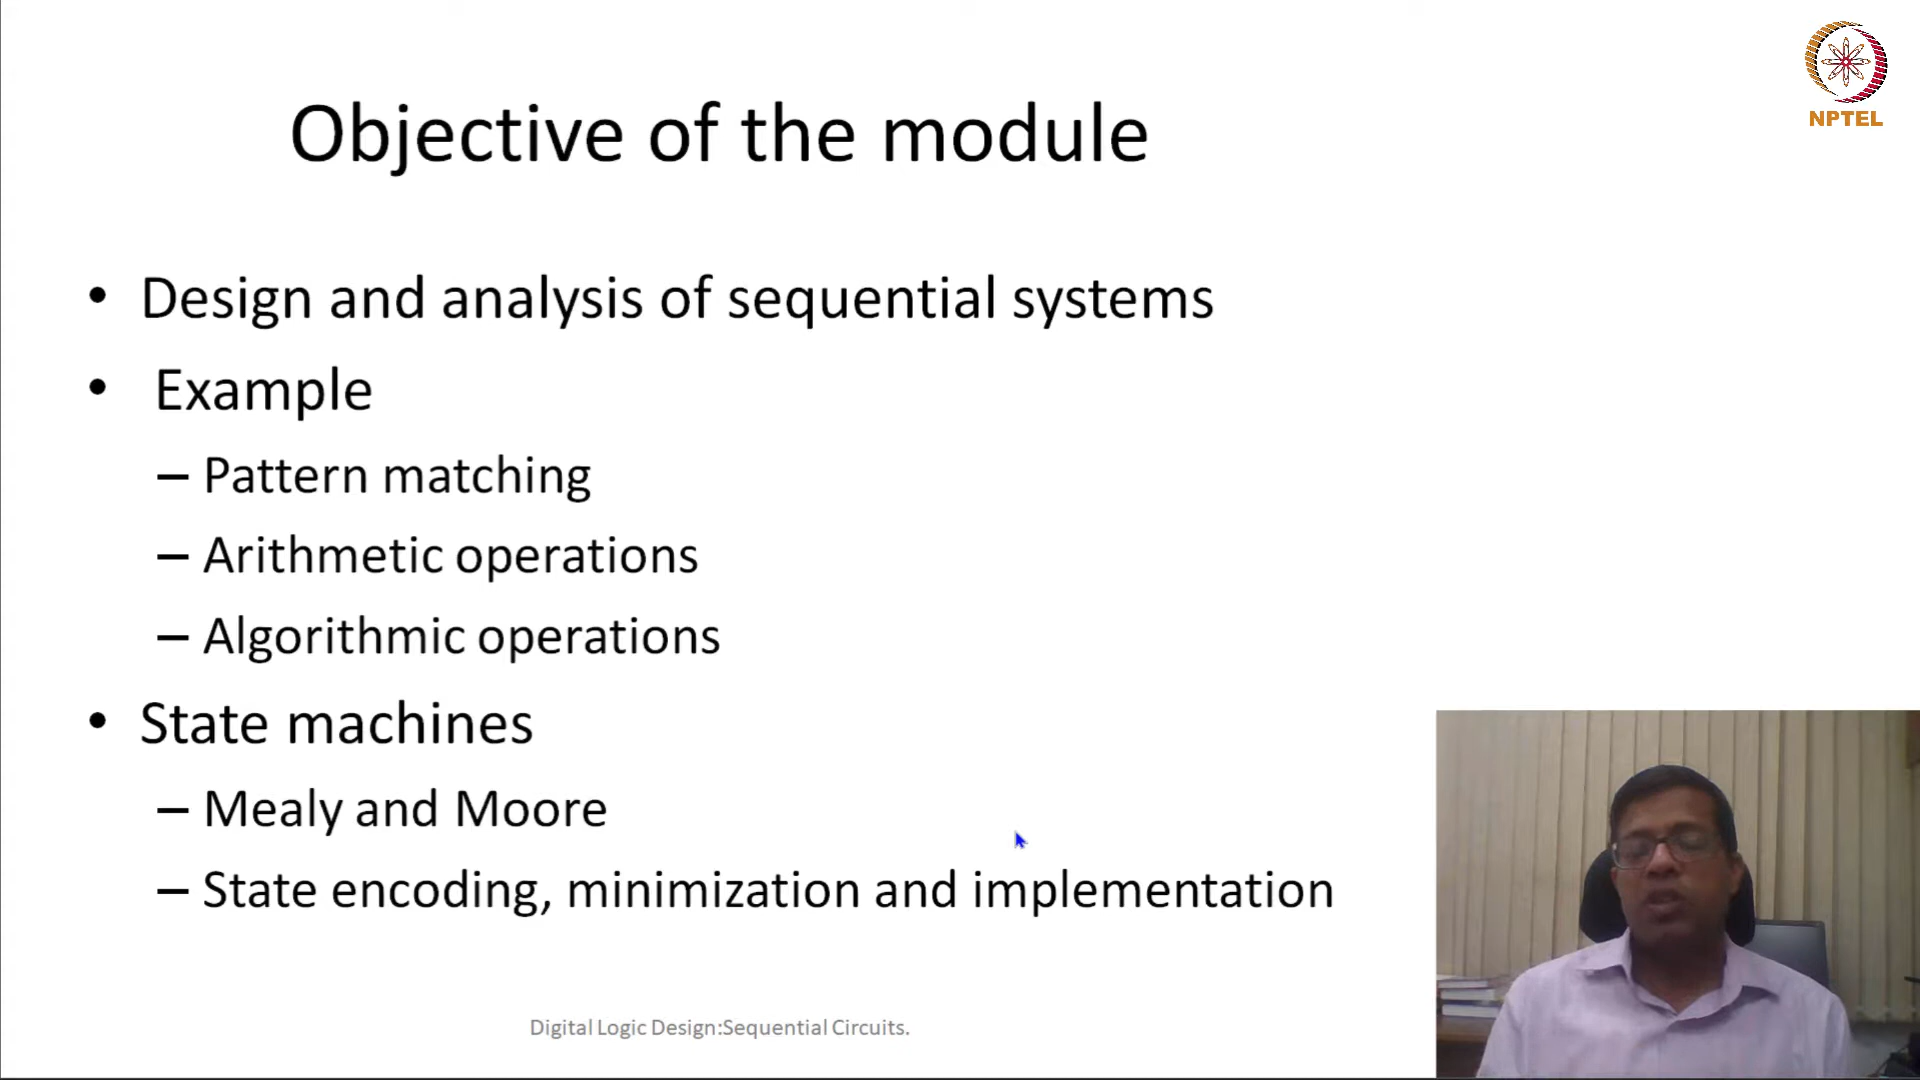 NPTEL
Objective of the module
• Design and analysis of sequential systems
• Example
– Pattern matching
– Arithmetic operations
– Algorithmic operations
• State machines
– Mealy and Moore
– State encoding, minimization and implementation
Digital Logic Design:Sequential Circuits.